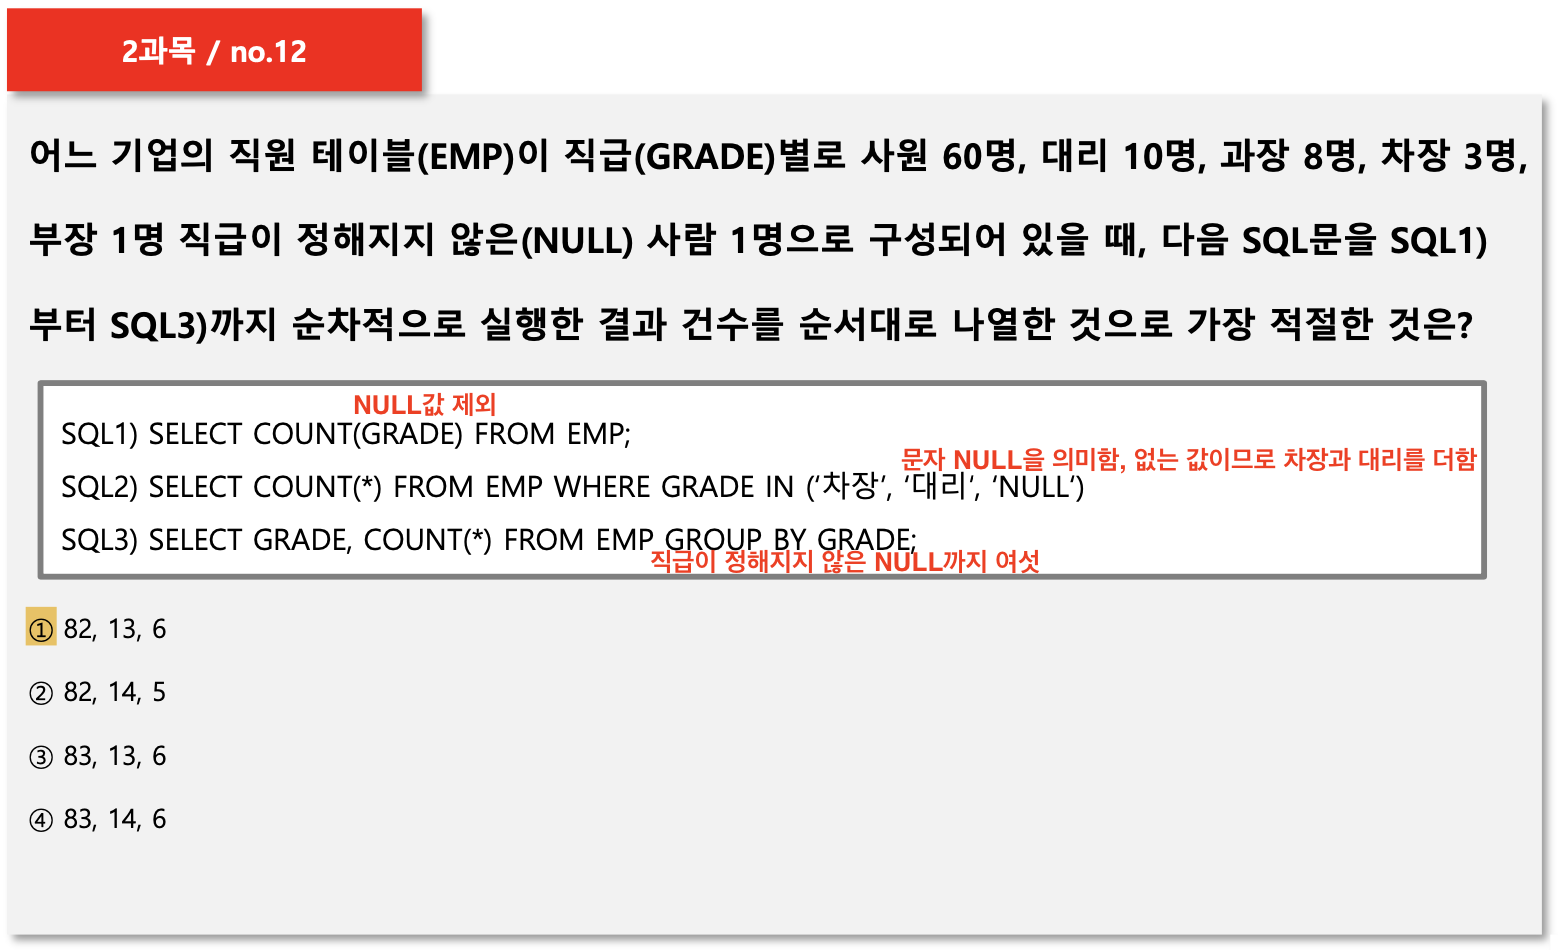 2과목 / no.12
어느 기업의 직원 테이블(EMP)이 직급(GRADE)별로 사원 60명, 대리 10명, 과장 8명, 차장 3명,
부장 1명 직급이 정해지지 않은(NULL) 사람 1명으로 구성되어 있을 때, 다음 SQL문을 SQL1)
부터 SQL3)까지 순차적으로 실행한 결과 건수를 순서대로 나열한 것으로 가장 적절한 것은?
NULL값 제외
SQL1) SELECT COUNT(GRADE) FROM EMP;
문자 NULL을 의미함, 없는 값이므로 차장과 대리를 더함
SQL2) SELECT COUNT(*) FROM EMP WHERE GRADE IN (‘차장’, ‘대리‘, ‘NULL‘)
SQL3) SELECT GRADE, COUNT(*) FROM EMP GROUP BY GRADE;
직급이 정해지지 않은 NULL까지 여섯
① 82, 13, 6
② 82, 14, 5
③ 83, 13, 6
④ 83, 14, 6